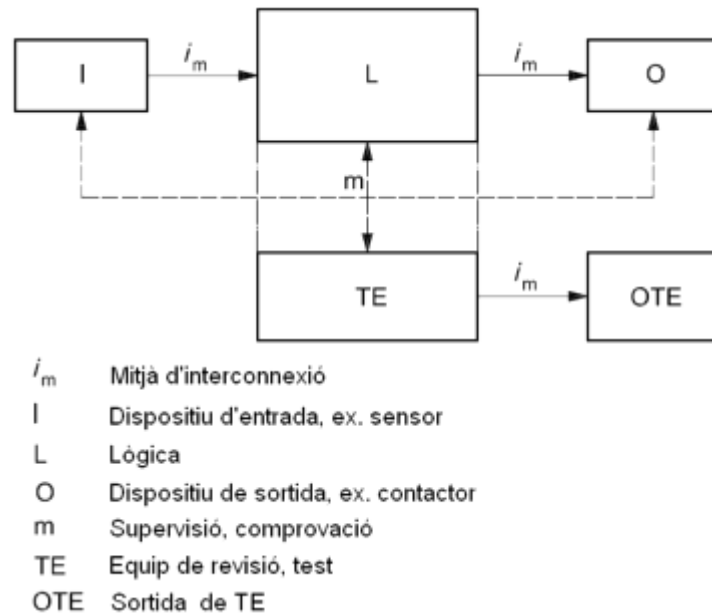 i_m i_m
I L O
m
i_m
TE OTE
i_m Mitjà d'interconnexió
I Dispositiu d'entrada, ex. sensor
L Lògica
O Dispositiu de sortida, ex. contactor
m Supervisió, comprovació
TE Equip de revisió, test
OTE Sortida de TE